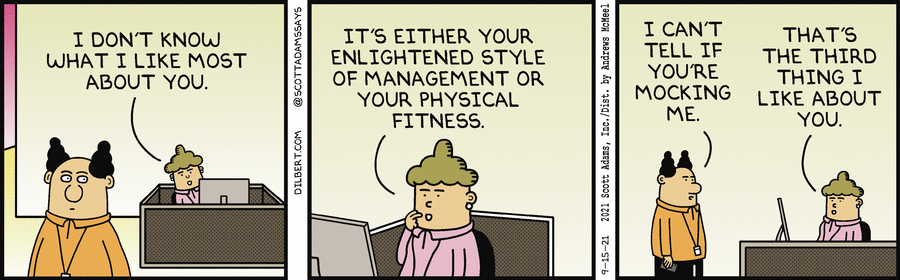 I DON'T KNOW
WHAT I LIKE MOST
ABOUT YOU.
DILBERT.COM @SCOTTADAMSSAYS
IT'S EITHER YOUR
ENLIGHTENED STYLE
OF MANAGEMENT OR
YOUR PHYSICAL
FITNESS.
9-15-21 2021 Scott Adams, Inc./Dist. by Andrews McMeel
I CAN'T
TELL IF
YOU'RE
MOCKING
ME.
THAT'S
THE THIRD
THING I
LIKE ABOUT
YOU.